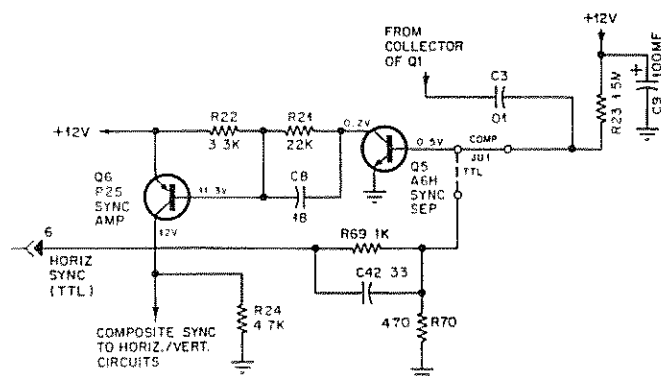 +12V
FROM
COLLECTOR
OF Q1
C3
01
R23 1.5M
+
C9 100MF
+12V
R22
3.3K
R21
22K
0.2V
0.5V
COMP
JU1
TTL
Q5
A6H
SYNC
SEP
Q6
P25
SYNC
AMP
11.3V
C8
18
12V
6
HORIZ
SYNC
(TTL)
R69 1K
C42 33
470
R70
R24
4.7K
COMPOSITE SYNC
TO HORIZ./VERT.
CIRCUITS